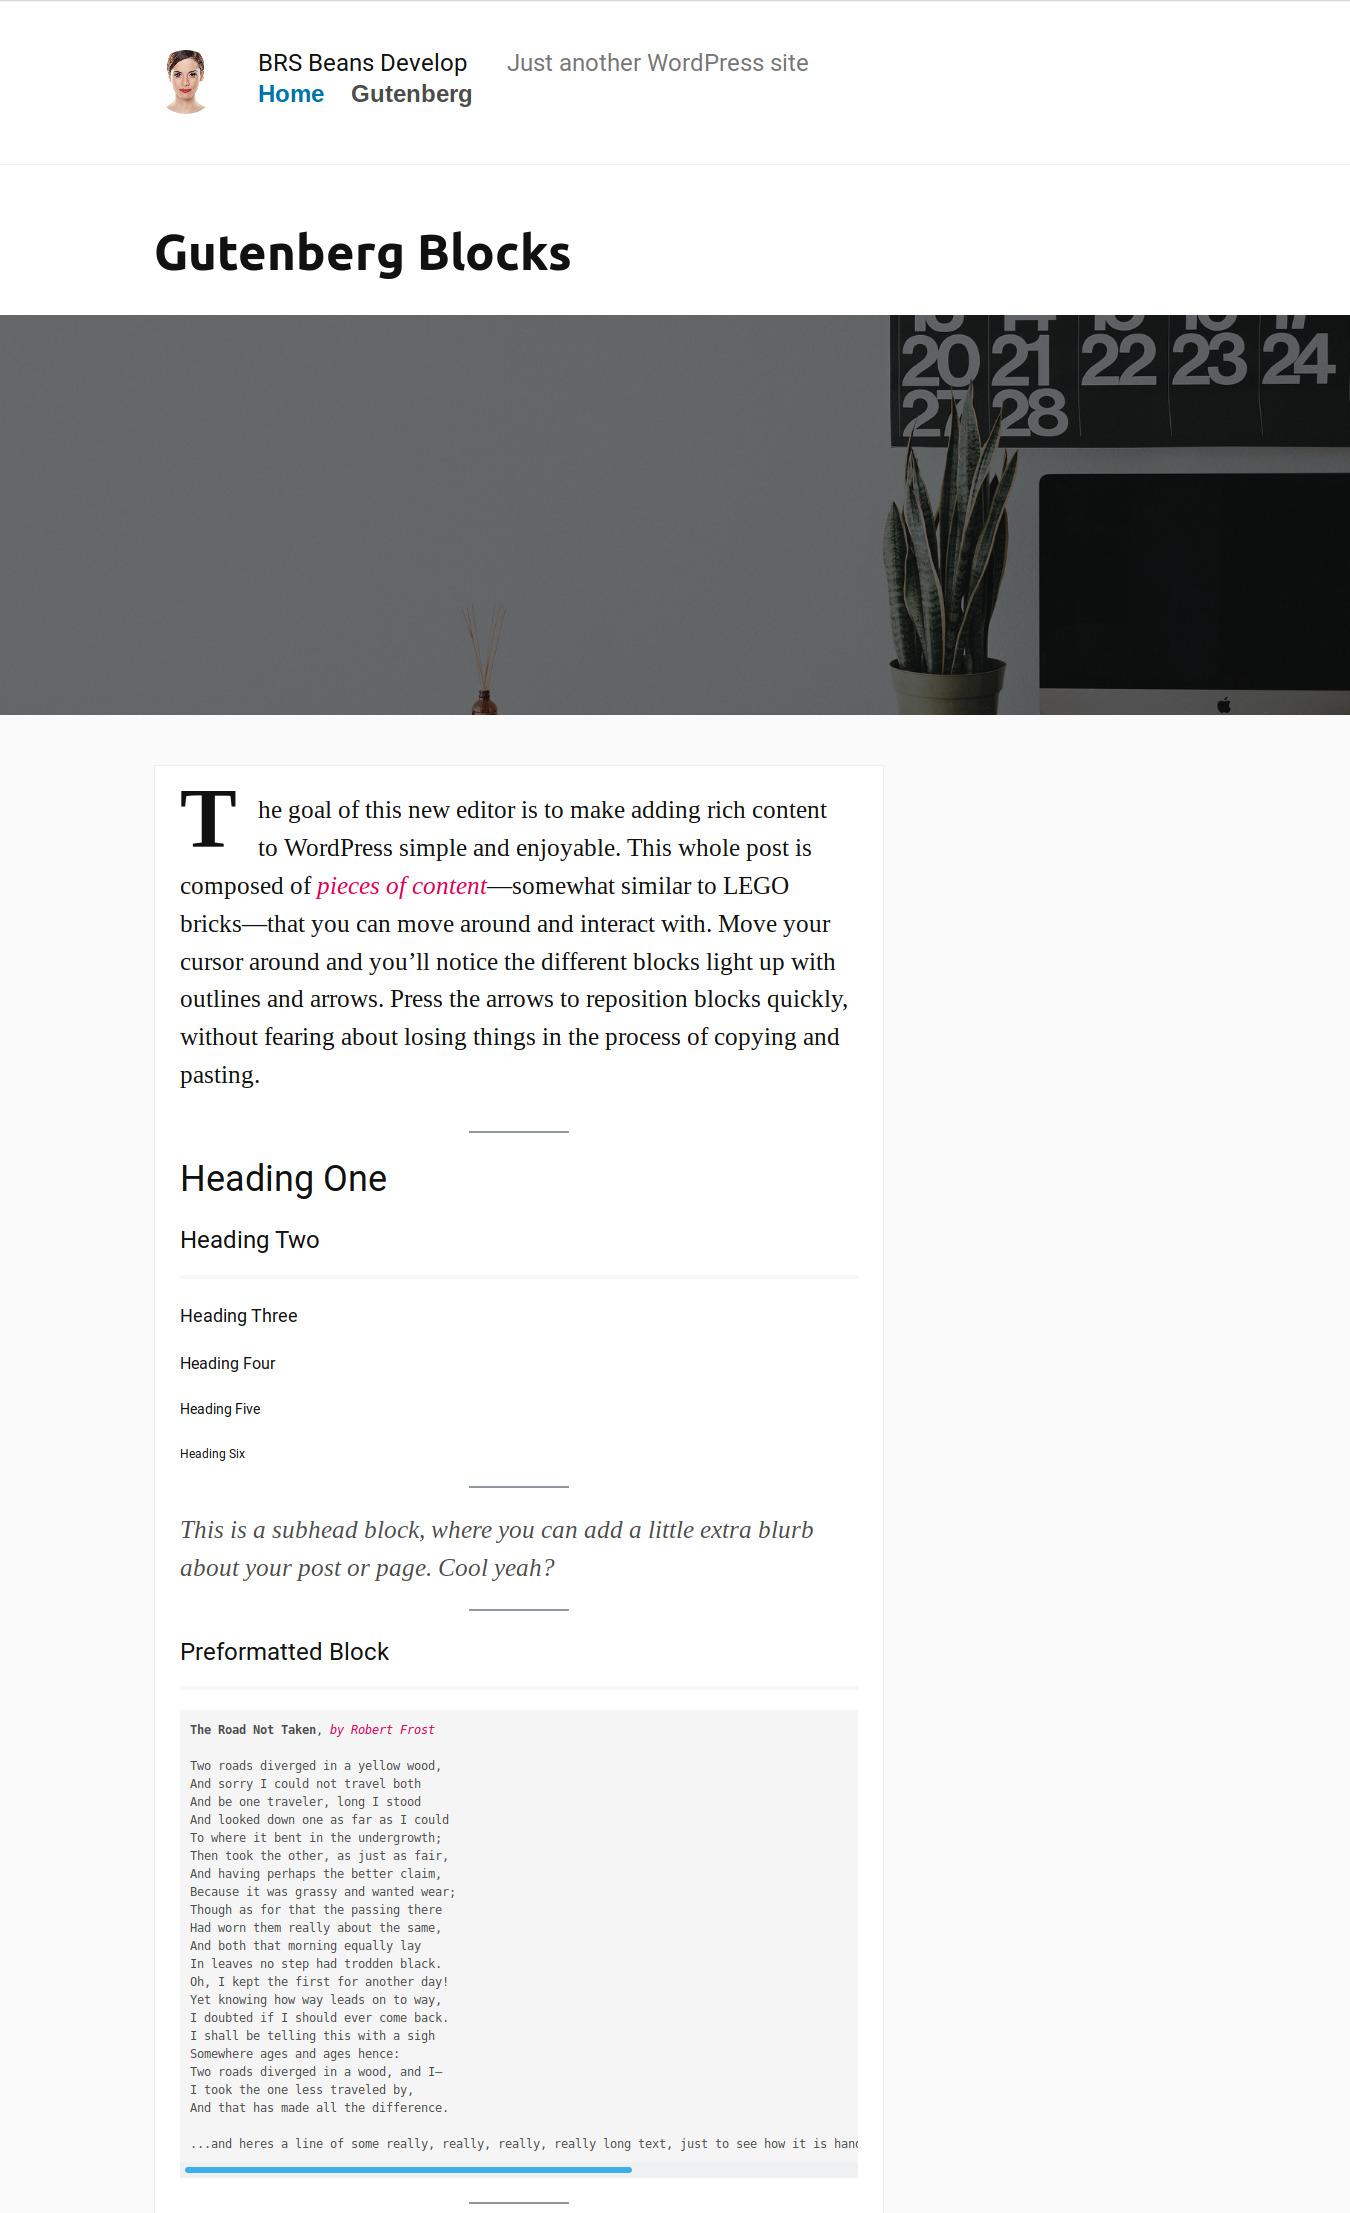 BRS Beans Develop Just another WordPress site
Home Gutenberg
Gutenberg Blocks
20 21 22 23 24
27 28
The goal of this new editor is to make adding rich content
to WordPress simple and enjoyable. This whole post is
composed of pieces of content—somewhat similar to LEGO
bricks—that you can move around and interact with. Move your
cursor around and you’ll notice the different blocks light up with
outlines and arrows. Press the arrows to reposition blocks quickly,
without fearing about losing things in the process of copying and
pasting.
Heading One
Heading Two
Heading Three
Heading Four
Heading Five
Heading Six
This is a subhead block, where you can add a little extra blurb
about your post or page. Cool yeah?
Preformatted Block
The Road Not Taken, by Robert Frost
Two roads diverged in a yellow wood,
And sorry I could not travel both
And be one traveler, long I stood
And looked down one as far as I could
To where it bent in the undergrowth;
Then took the other, as just as fair,
And having perhaps the better claim,
Because it was grassy and wanted wear;
Though as for that the passing there
Had worn them really about the same,
And both that morning equally lay
In leaves no step had trodden black.
Oh, I kept the first for another day!
Yet knowing how way leads on to way,
I doubted if I should ever come back.
I shall be telling this with a sigh
Somewhere ages and ages hence:
Two roads diverged in a wood, and I—
I took the one less traveled by,
And that has made all the difference.
...and heres a line of some really, really, really, really long text, just to see how it is